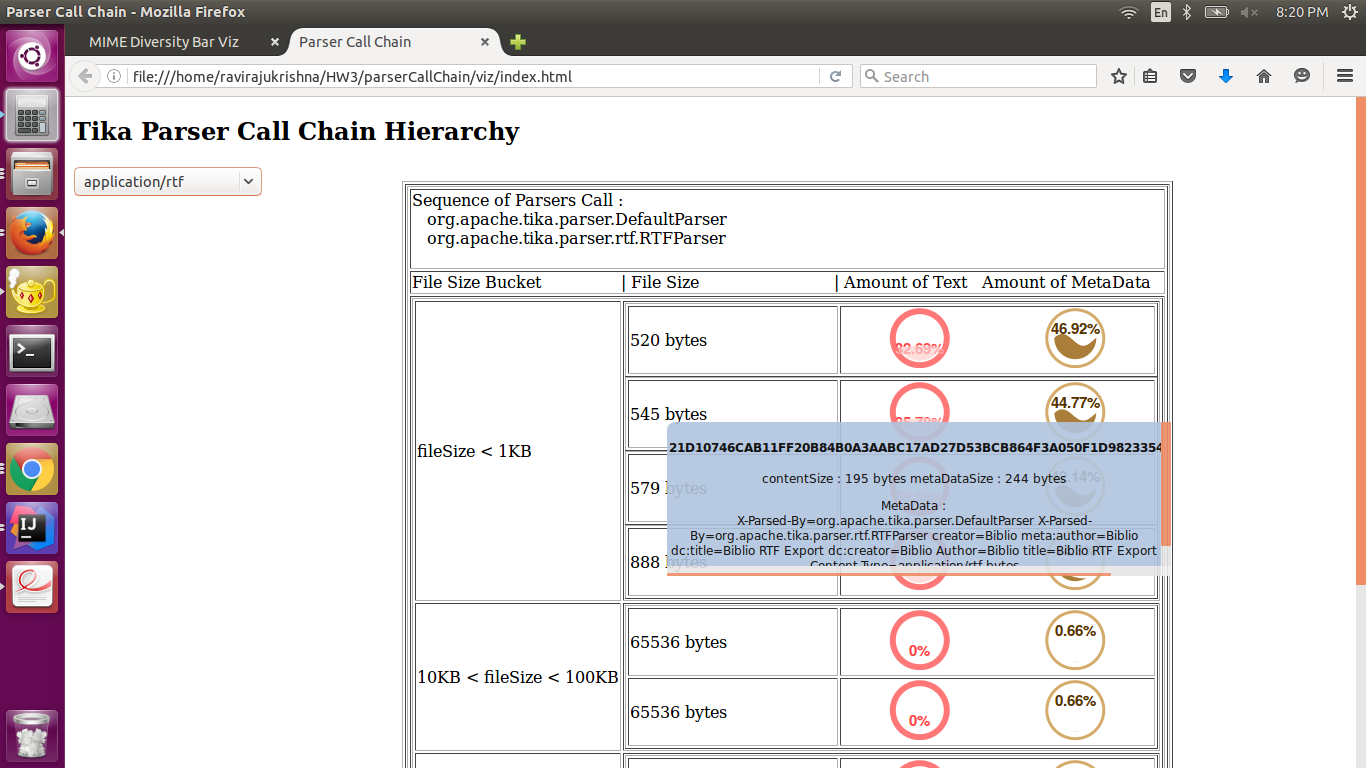 Parser Call Chain - Mozilla Firefox
En
8:20 PM
MIME Diversity Bar Viz
Parser Call Chain
file:///home/ravirajukrishna/HW3/parserCallChain/viz/index.html
Search
Tika Parser Call Chain Hierarchy
application/rtf
Sequence of Parsers Call :
org.apache.tika.parser.DefaultParser
org.apache.tika.parser.rtf.RTFParser
File Size Bucket | File Size | Amount of Text Amount of MetaData
fileSize < 1KB
520 bytes 32.69% 46.92%
545 bytes 44.77%
579 bytes
888 bytes
21D10746CAB11FF20B84B0A3AABC17AD27D53BCB864F3A050F1D9823354
contentSize : 195 bytes metaDataSize : 244 bytes
MetaData :
X-Parsed-By=org.apache.tika.parser.DefaultParser X-Parsed-
By=org.apache.tika.parser.rtf.RTFParser creator=Biblio meta:author=Biblio
dc:title=Biblio RTF Export dc:creator=Biblio Author=Biblio title=Biblio RTF Export
Content-Type=application/rtf bytes
10KB < fileSize < 100KB
65536 bytes 0% 0.66%
65536 bytes 0% 0.66%